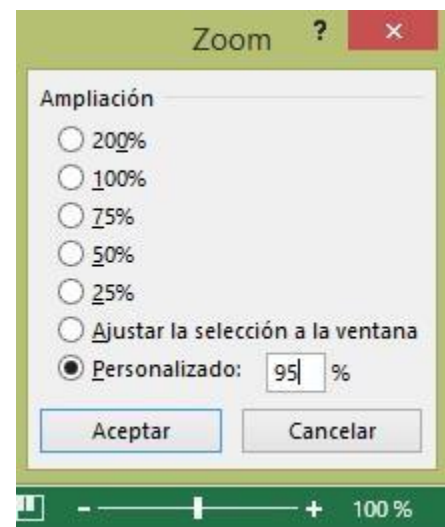 Zoom ? ×
Ampliación
200%
100%
75%
50%
25%
Ajustar la selección a la ventana
Personalizado: 95 %
Aceptar Cancelar
- + 100 %